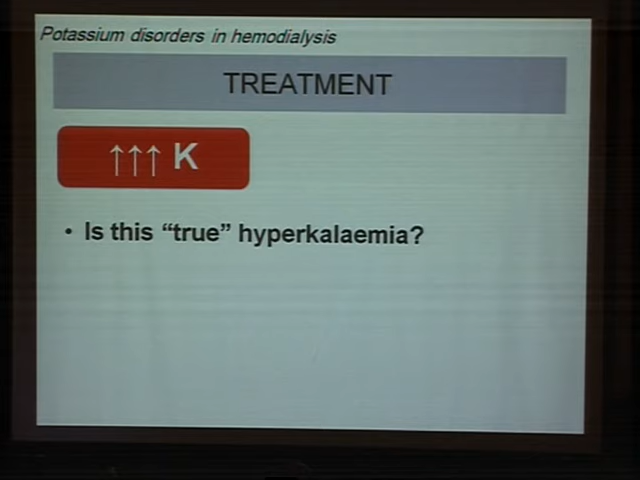 Potassium disorders in hemodialysis
TREATMENT
↑↑↑ K
• Is this “true” hyperkalaemia?